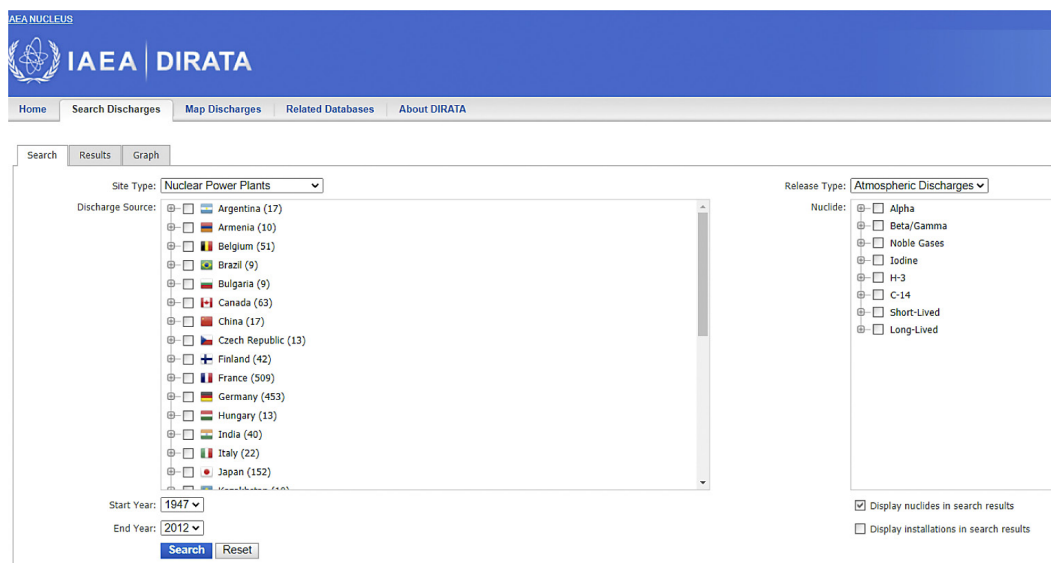 IAEA NUCLEUS
IAEA DIRATA
Home Search Discharges Map Discharges Related Databases About DIRATA
Search Results Graph
Site Type: Nuclear Power Plants
Release Type: Atmospheric Discharges
Discharge Source:
Argentina (17)
Armenia (10)
Belgium (51)
Brazil (9)
Bulgaria (9)
Canada (63)
China (17)
Czech Republic (13)
Finland (42)
France (509)
Germany (453)
Hungary (13)
India (40)
Italy (22)
Japan (152)
Nuclide:
Alpha
Beta/Gamma
Noble Gases
Iodine
H-3
C-14
Short-Lived
Long-Lived
Start Year: 1947
End Year: 2012
Search Reset
Display nuclides in search results
Display installations in search results